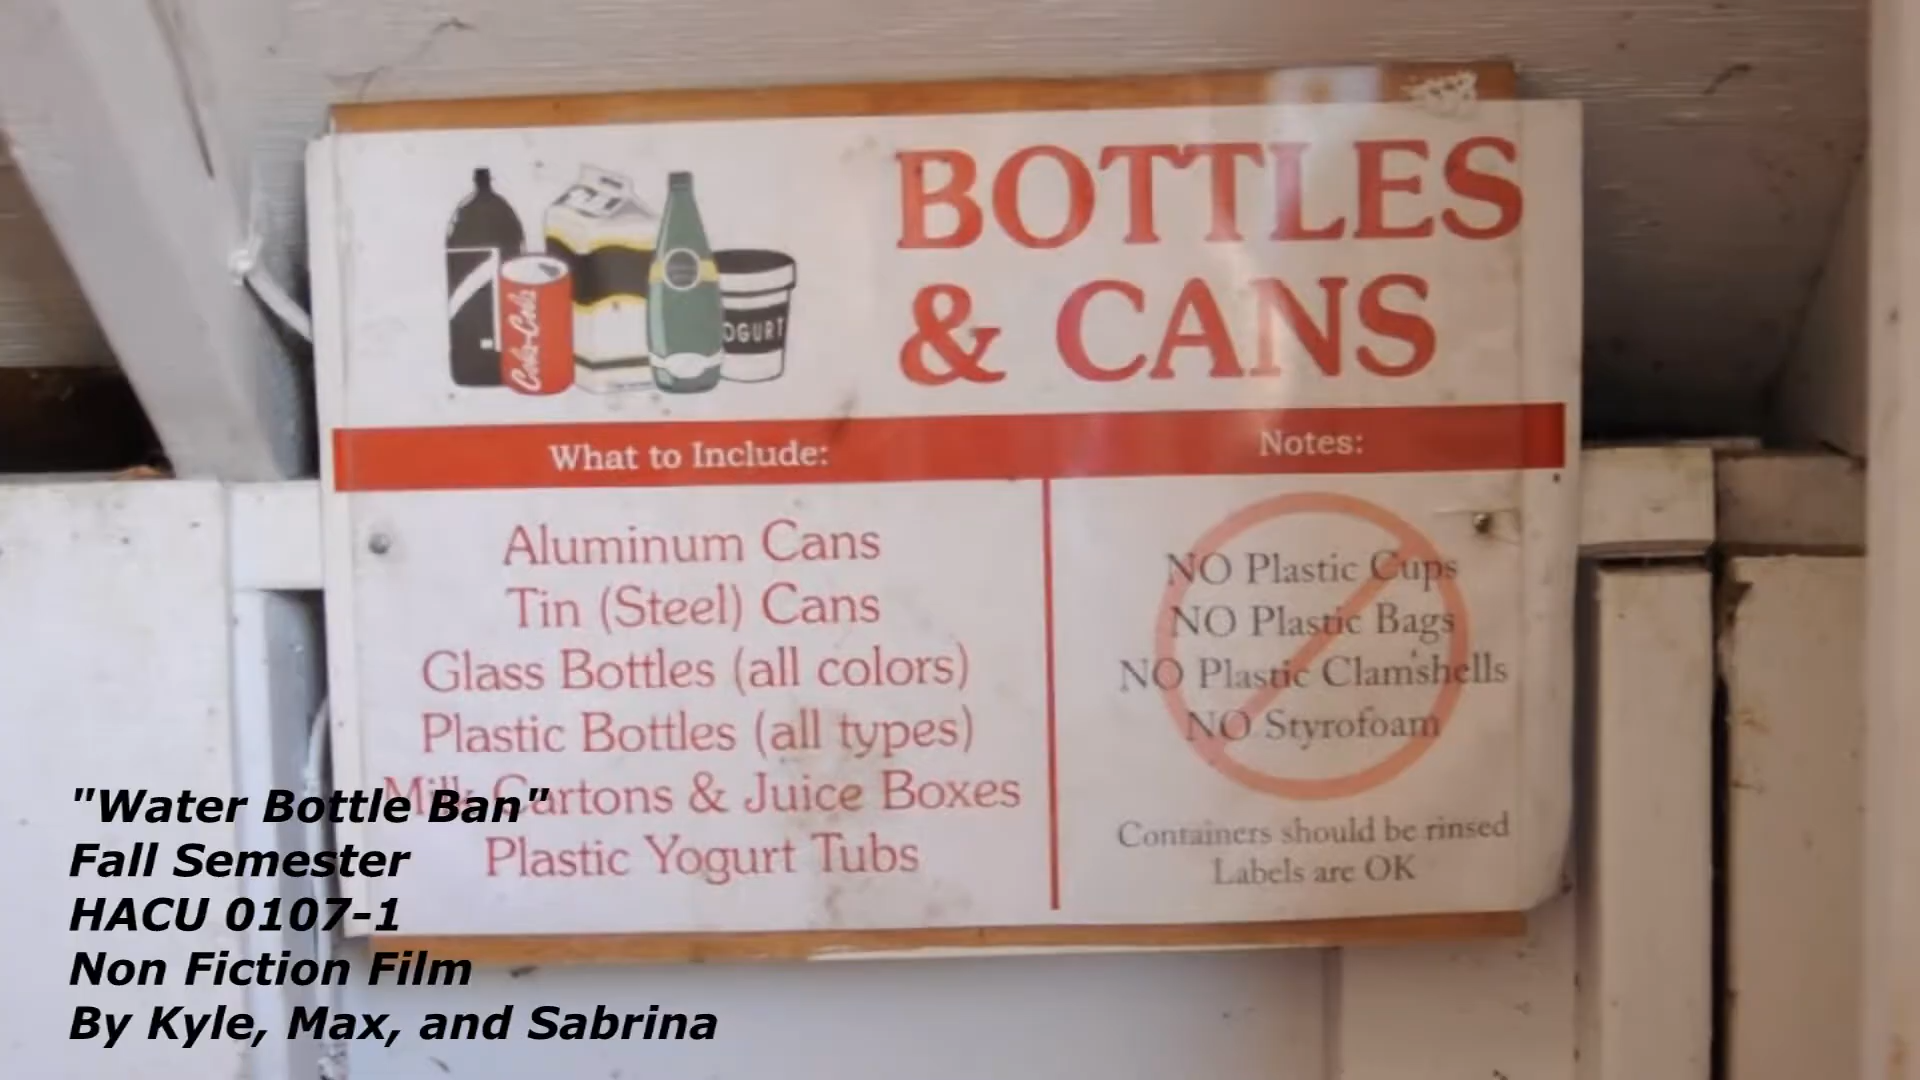 BOTTLES
& CANS
Coca-Cola
OGURT
What to Include:
Notes:
Aluminum Cans
Tin (Steel) Cans
Glass Bottles (all colors)
Plastic Bottles (all types)
Milk Cartons & Juice Boxes
Plastic Yogurt Tubs
NO Plastic Cups
NO Plastic Bags
NO Plastic Clamshells
NO Styrofoam
Containers should be rinsed
Labels are OK
"Water Bottle Ban"
Fall Semester
HACU 0107-1
Non Fiction Film
By Kyle, Max, and Sabrina